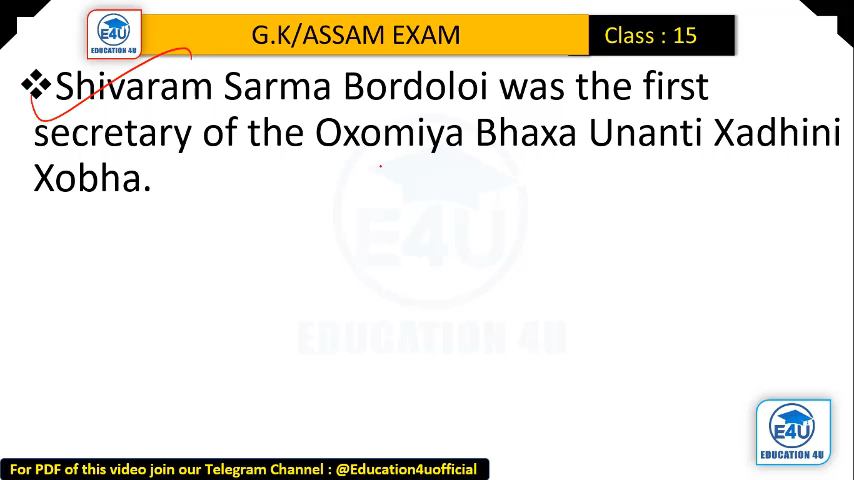 E4U
EDUCATION 4U
G.K/ASSAM EXAM
Class : 15
❖Shivaram Sarma Bordoloi was the first
secretary of the Oxomiya Bhaxa Unanti Xadhini
Xobha.
E4U
EDUCATION 4U
E4U
EDUCATION 4U
For PDF of this video join our Telegram Channel : @Education4uofficial